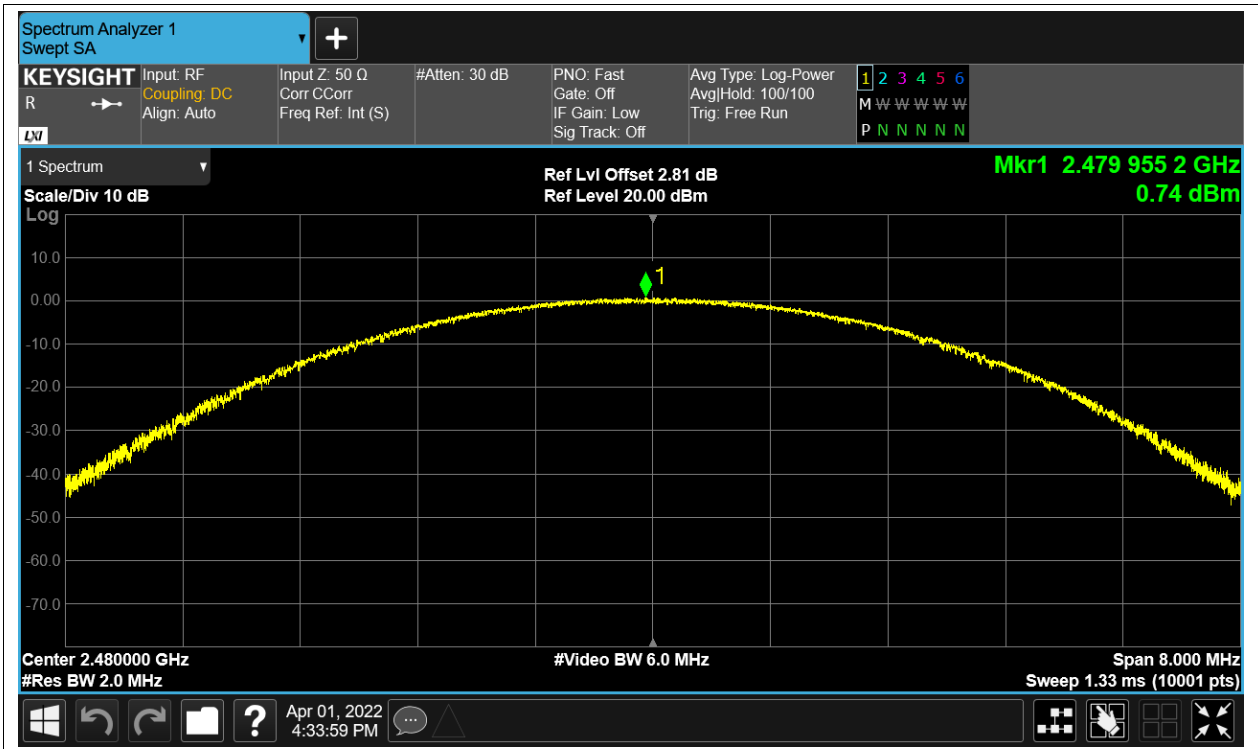 Spectrum Analyzer 1
Swept SA
KEYSIGHT
R
LXI
Input: RF
Coupling: DC
Align: Auto
Input Z: 50 Ω
Corr CCorr
Freq Ref: Int (S)
#Atten: 30 dB
PNO: Fast
Gate: Off
IF Gain: Low
Sig Track: Off
Avg Type: Log-Power
Avg|Hold: 100/100
Trig: Free Run
1 2 3 4 5 6
M W W W W W
P N N N N N
1 Spectrum
Scale/Div 10 dB
Log
Ref Lvl Offset 2.81 dB
Ref Level 20.00 dBm
Mkr1 2.479 955 2 GHz
0.74 dBm
1
10.0
0.00
-10.0
-20.0
-30.0
-40.0
-50.0
-60.0
-70.0
Center 2.480000 GHz
#Video BW 6.0 MHz
Span 8.000 MHz
#Res BW 2.0 MHz
Sweep 1.33 ms (10001 pts)
?
Apr 01, 2022
4:33:59 PM